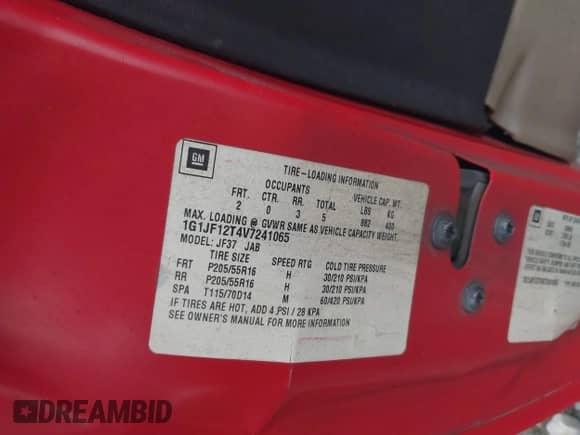 GM
TIRE-LOADING INFORMATION
OCCUPANTS VEHICLE CAP. WT.
FRT. CTR. RR. TOTAL LBS KG
2 0 3 5 882 400
MAX. LOADING @ GVWR SAME AS VEHICLE CAPACITY WEIGHT.
1G1JF12T4V7241065
MODEL: JF37 JAB
TIRE SIZE SPEED RTG COLD TIRE PRESSURE
FRT P205/55R16 H 30/210 PSI/KPA
RR P205/55R16 H 30/210 PSI/KPA
SPA T115/70D14 M 60/420 PSI/KPA
IF TIRES ARE HOT, ADD 4 PSI / 28 KPA
SEE OWNER'S MANUAL FOR MORE INFORMATION
GM
DREAMBID